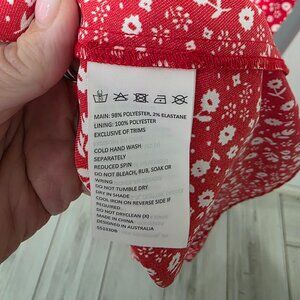 MAIN: 98% POLYESTER, 2% ELASTANE
LINING: 100% POLYESTER
EXCLUSIVE OF TRIMS
COLD HAND WASH
SEPARATELY
REDUCED SPIN
DO NOT BLEACH, RUB, SOAK OR
WRING
DO NOT TUMBLE DRY
DRY IN SHADE
COOL IRON ON REVERSE SIDE IF
REQUIRED.
DO NOT DRYCLEAN (X)
MADE IN CHINA
DESIGNED IN AUSTRALIA